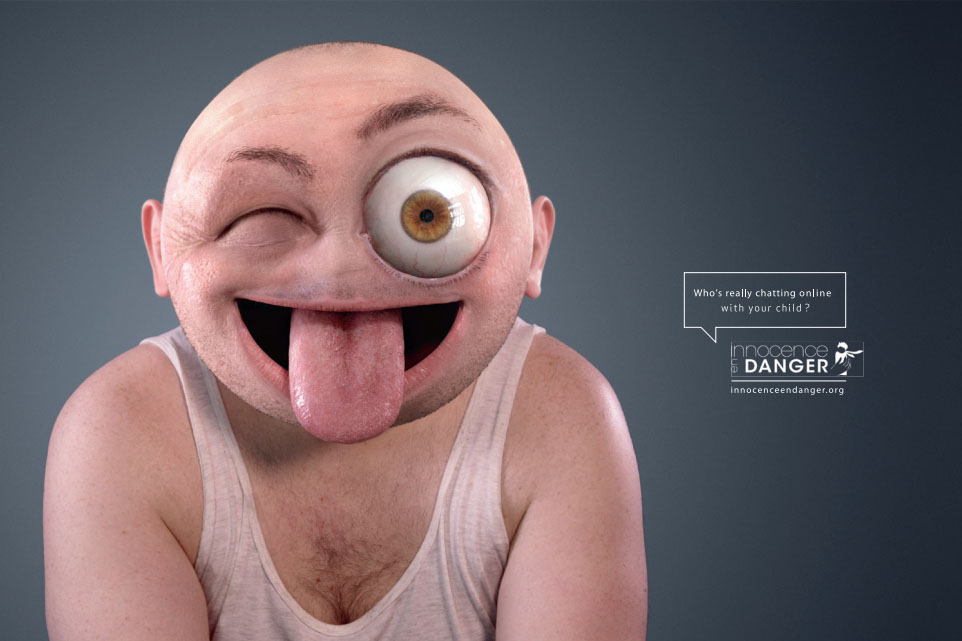 Who's really chatting online
with your child ?
innocence
en DANGER
innocenceendanger.org